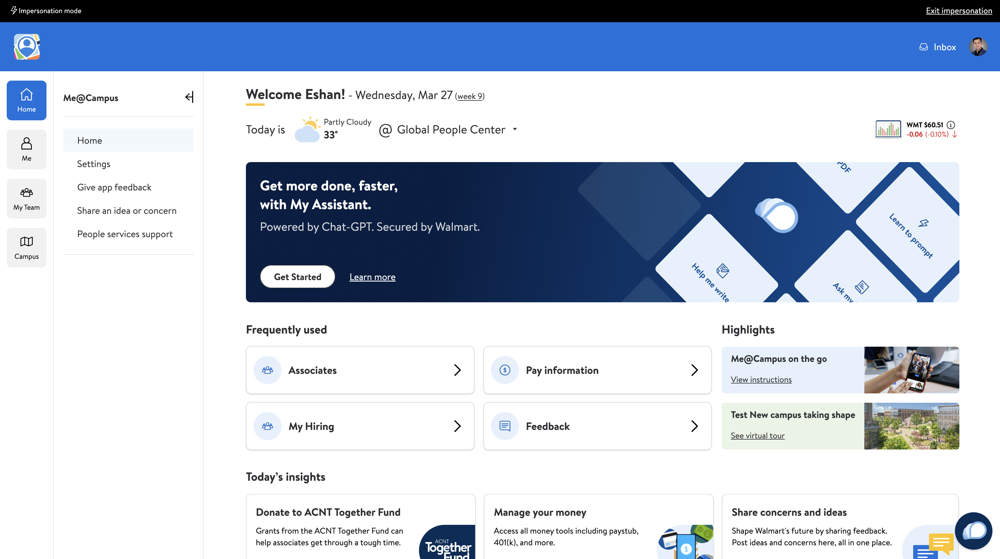 Impersonation mode
Exit impersonation
Inbox
Home
Me
My Team
Campus
Me@Campus
Home
Settings
Give app feedback
Share an idea or concern
People services support
Welcome Eshan! - Wednesday, Mar 27 (week 9)
Today is
Partly Cloudy
33°
@ Global People Center
WMT $60.51
-0.06 (-0.10%)
Get more done, faster,
with My Assistant.
Powered by Chat-GPT. Secured by Walmart.
Get Started
Learn more
PDF
Learn to prompt
Help me write
Ask my
Frequently used
Associates
Pay information
My Hiring
Feedback
Highlights
Me@Campus on the go
View instructions
Test New campus taking shape
See virtual tour
Today's insights
Donate to ACNT Together Fund
Grants from the ACNT Together Fund can
help associates get through a tough time.
ACNT
Together
Fund
Manage your money
Access all money tools including paystub,
401(k), and more.
Share concerns and ideas
Shape Walmart's future by sharing feedback.
Post ideas and concerns here, all in one place.